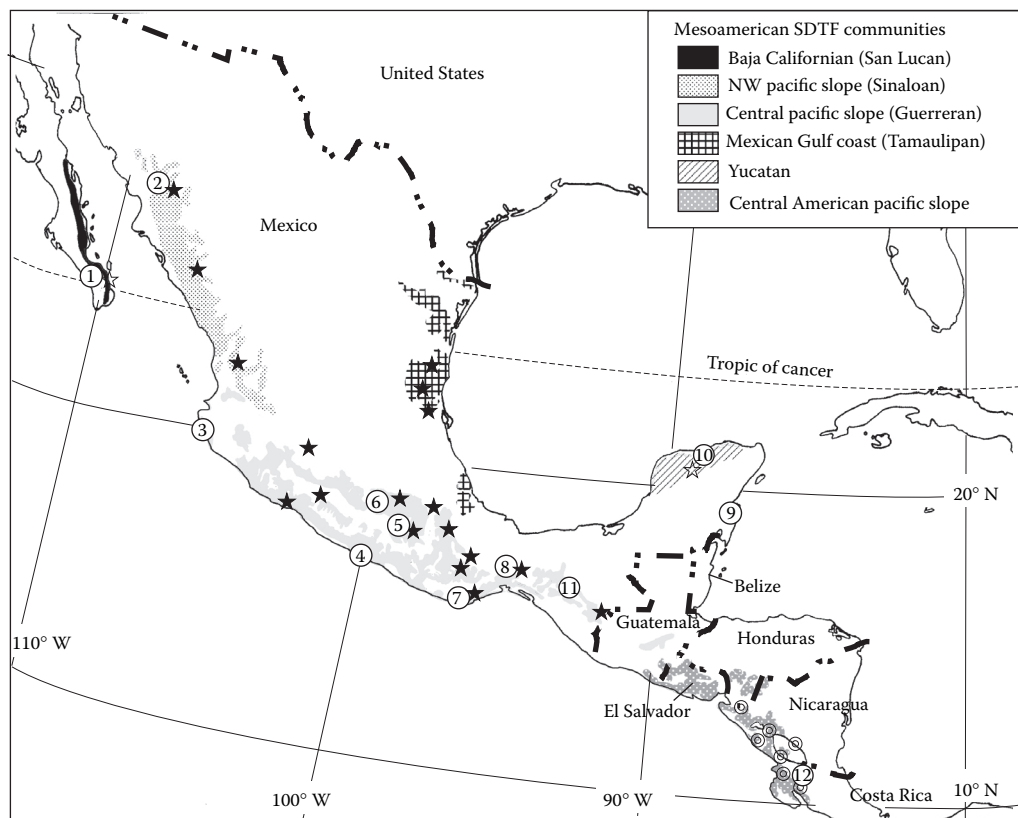 Mesoamerican SDTF communities
Baja Californian (San Lucan)
NW pacific slope (Sinaloan)
Central pacific slope (Guerreran)
Mexican Gulf coast (Tamaulipan)
Yucatan
Central American pacific slope
United States
2
Mexico
1
Tropic of cancer
3
10
6
20° N
9
5
4
8
Belize
11
7
Guatemala
Honduras
110° W
El Salvador
Nicaragua
12
100° W
90° W
Costa Rica
10° N